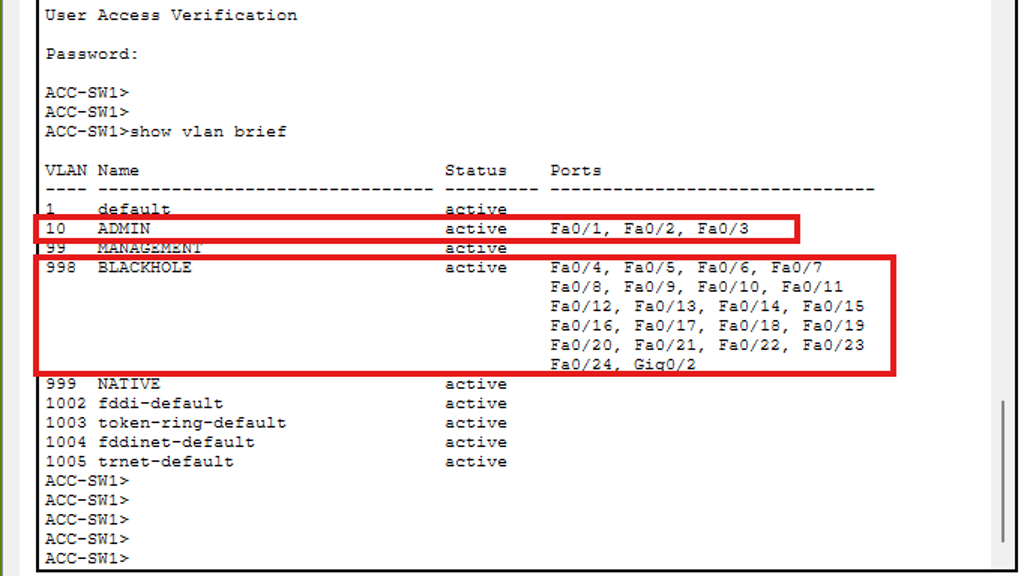 User Access Verification
Password:
ACC-SW1>
ACC-SW1>
ACC-SW1>show vlan brief
VLAN Name                             Status    Ports
---- -------------------------------- --------- -------------------------------
1    default                          active
10   ADMIN                            active    Fa0/1, Fa0/2, Fa0/3
99   MANAGEMENT                       active
998  BLACKHOLE                        active    Fa0/4, Fa0/5, Fa0/6, Fa0/7
                                                Fa0/8, Fa0/9, Fa0/10, Fa0/11
                                                Fa0/12, Fa0/13, Fa0/14, Fa0/15
                                                Fa0/16, Fa0/17, Fa0/18, Fa0/19
                                                Fa0/20, Fa0/21, Fa0/22, Fa0/23
                                                Fa0/24, Gig0/2
999  NATIVE                           active
1002 fddi-default                     active
1003 token-ring-default               active
1004 fddinet-default                  active
1005 trnet-default                    active
ACC-SW1>
ACC-SW1>
ACC-SW1>
ACC-SW1>
ACC-SW1>